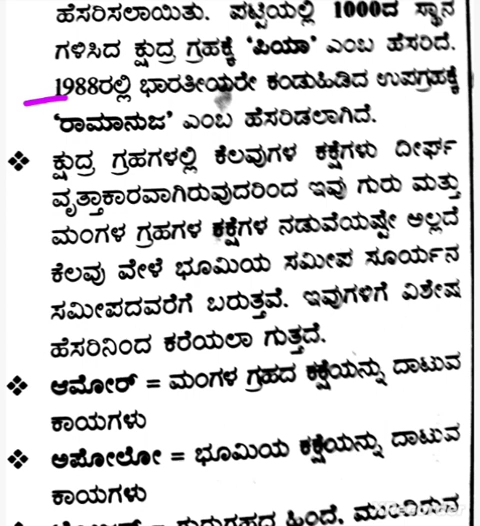 ಹೆಸರಿಸಲಾಯಿತು. ಪಟ್ಟಿಯಲ್ಲಿ 1000ದ ಸ್ಥಾನ
ಗಳಿಸಿದ ಕ್ಷುದ್ರ ಗ್ರಹಕ್ಕೆ 'ಪಿಯಾ' ಎಂಬ ಹೆಸರಿದೆ.
1988ರಲ್ಲಿ ಭಾರತೀಯರೇ ಕಂಡುಹಿಡಿದ ಉಪಗ್ರಹಕ್ಕೆ
'ರಾಮಾನುಜ' ಎಂಬ ಹೆಸರಿಡಲಾಗಿದೆ.
❖ ಕ್ಷುದ್ರ ಗ್ರಹಗಳಲ್ಲಿ ಕೆಲವುಗಳ ಕಕ್ಷೆಗಳು ದೀರ್ಘ
ವೃತ್ತಾಕಾರವಾಗಿರುವುದರಿಂದ ಇವು ಗುರು ಮತ್ತು
ಮಂಗಳ ಗ್ರಹಗಳ ಕಕ್ಷೆಗಳ ನಡುವೆಯಷ್ಟೇ ಅಲ್ಲದೆ
ಕೆಲವು ವೇಳೆ ಭೂಮಿಯ ಸಮೀಪ ಸೂರ್ಯನ
ಸಮೀಪದವರೆಗೆ ಬರುತ್ತವೆ. ಇವುಗಳಿಗೆ ವಿಶೇಷ
ಹೆಸರಿನಿಂದ ಕರೆಯಲಾ ಗುತ್ತದೆ.
❖ ಆಮೋರ್ = ಮಂಗಳ ಗ್ರಹದ ಕಕ್ಷೆಯನ್ನು ದಾಟುವ
ಕಾಯಗಳು
❖ ಅಪೋಲೋ = ಭೂಮಿಯ ಕಕ್ಷೆಯನ್ನು ದಾಟುವ
ಕಾಯಗಳು
= ಗುರುಗ್ರಹದ ಹಿಂದೆ,